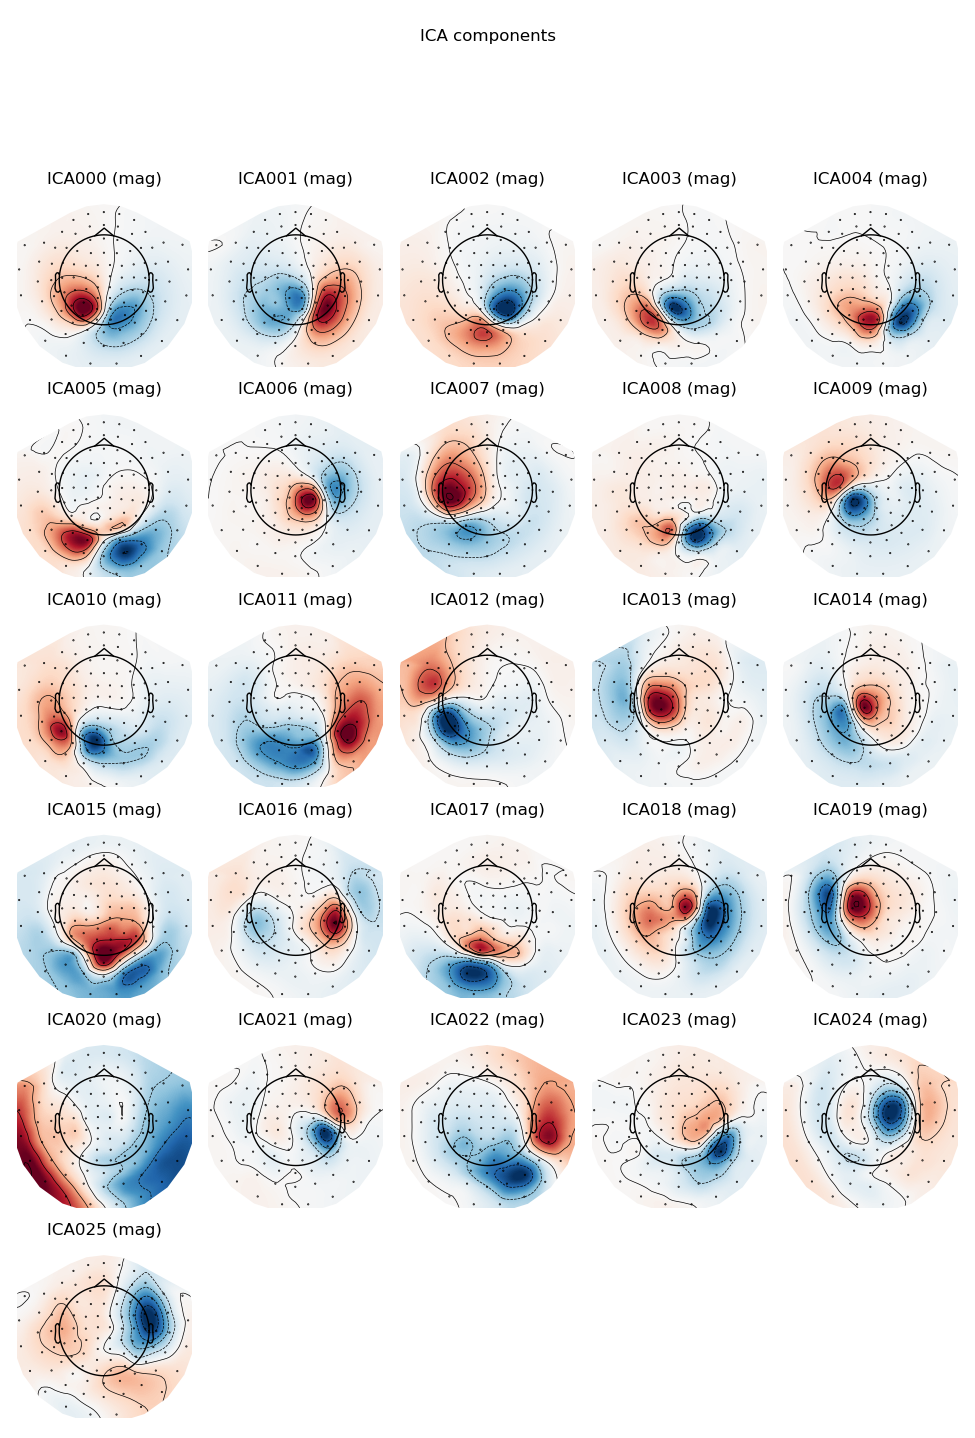 ICA components
ICA000 (mag) ICA001 (mag) ICA002 (mag) ICA003 (mag) ICA004 (mag)
ICA005 (mag) ICA006 (mag) ICA007 (mag) ICA008 (mag) ICA009 (mag)
ICA010 (mag) ICA011 (mag) ICA012 (mag) ICA013 (mag) ICA014 (mag)
ICA015 (mag) ICA016 (mag) ICA017 (mag) ICA018 (mag) ICA019 (mag)
ICA020 (mag) ICA021 (mag) ICA022 (mag) ICA023 (mag) ICA024 (mag)
ICA025 (mag)